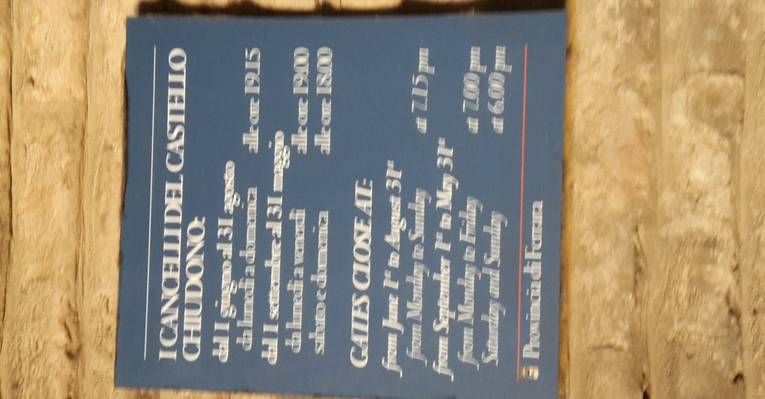 I CANCELLI DEL CASTELLO
CHIUDONO:
dal 1 giugno al 31 agosto
da lunedì a domenica alle ore 19.15
dal 1 settembre al 31 maggio
da lunedì a venerdì alle ore 19.00
sabato e domenica alle ore 18.00
GATES CLOSE AT:
from June 1st to August 31st
from Monday to Sunday at 7.15 pm
from September 1st to May 31st
from Monday to Friday at 7.00 pm
Saturday and Sunday at 6.00 pm
Provincia di Ferrara